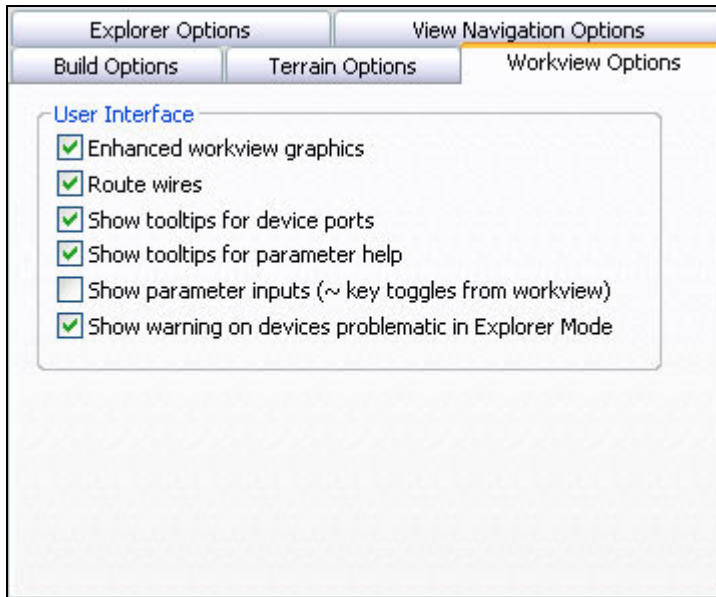 Explorer Options
View Navigation Options
Build Options
Terrain Options
Workview Options
User Interface
Enhanced workview graphics
Route wires
Show tooltips for device ports
Show tooltips for parameter help
Show parameter inputs (~ key toggles from workview)
Show warning on devices problematic in Explorer Mode